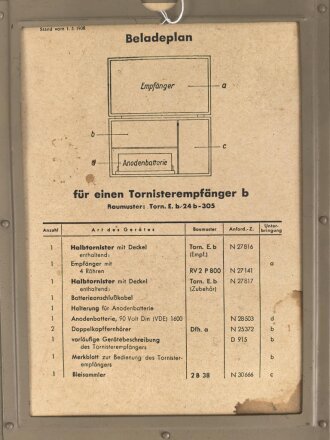 Stand vom 1. 3. 1938
Beladeplan
Empfänger
a
b
c
d
Anodenbatterie
für einen Tornisterempfänger b
Baumuster: Torn. E. b/24 b-305
Anzahl Art des Gerätes Baumuster Anford.-Z. Unter-
bringung
1 Halbtornister mit Deckel Torn. E. b N 27816
enthaltend: (Empf.)
1 Empfänger mit a
4 Röhren RV 2 P 800 N 27141
1 Halbtornister mit Deckel Torn. E. b N 27817
enthaltend: (Zubehör)
1 Batterieanschlußkabel
1 Halterung für Anodenbatterie
1 Anodenbatterie, 90 Volt Din (VDE) 1600 N 28503 d
2 Doppelkopffernhörer Dfh. a N 25372 b
1 vorläufige Gerätebeschreibung D 915 b
des Tornisterempfängers
1 Merkblatt zur Bedienung des Tornister- b
empfängers
1 Bleisammler 2 B 38 N 30666 c